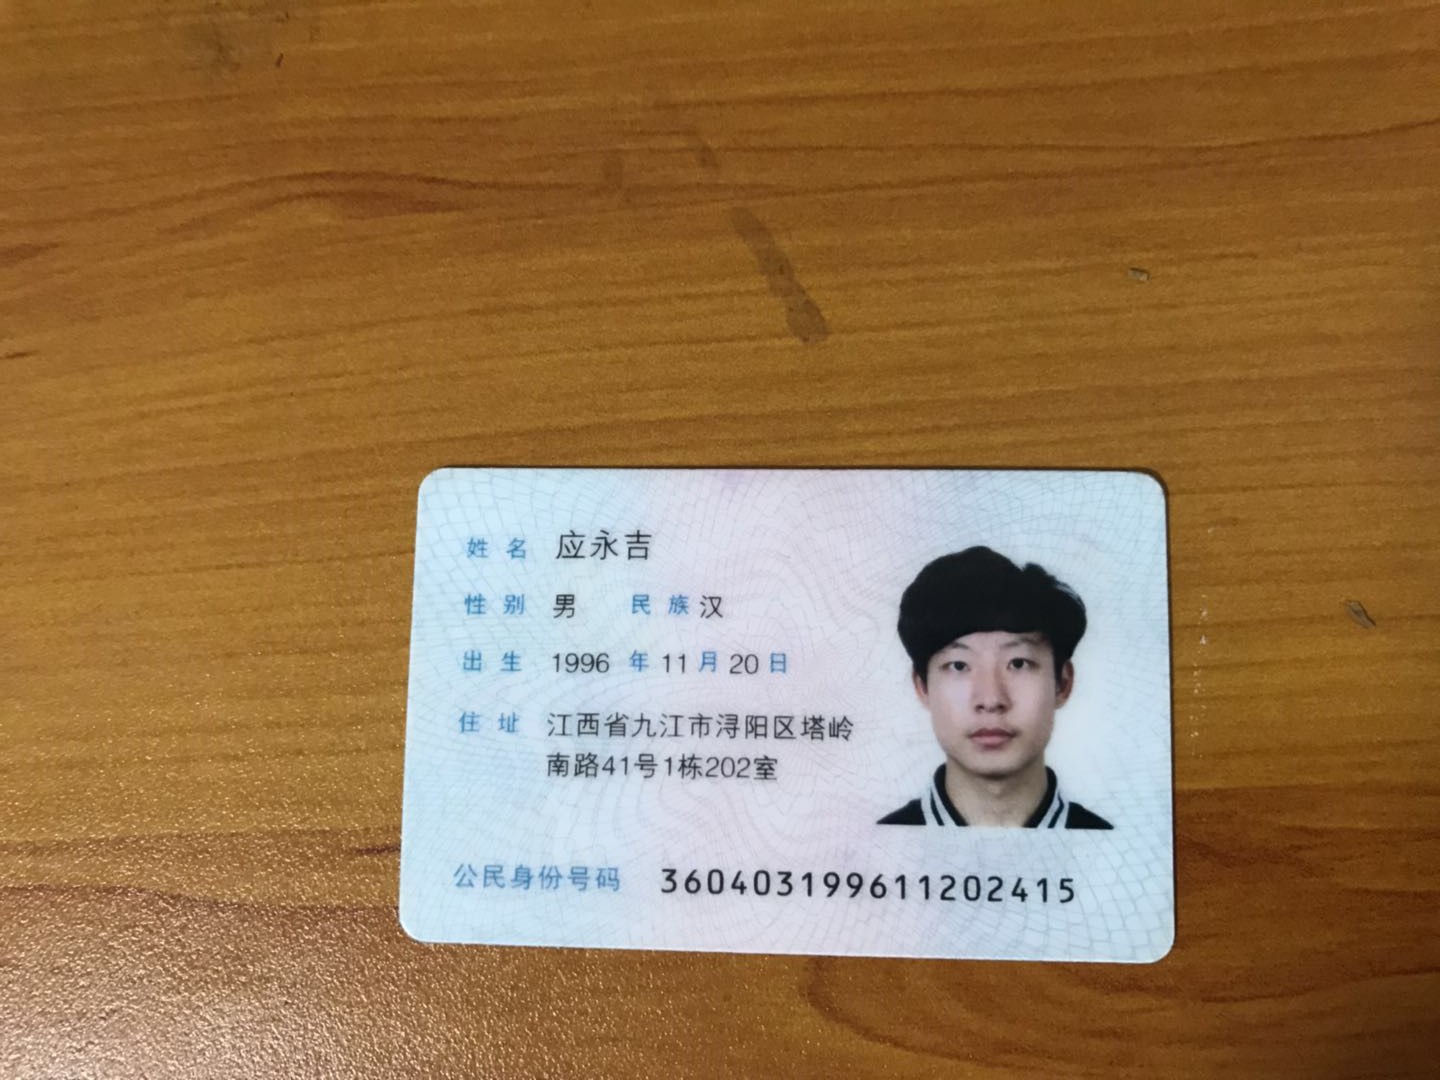 姓名 应永吉
性别 男 民族 汉
出生 1996 年 11 月 20 日
住址 江西省九江市浔阳区塔岭
南路41号1栋202室
公民身份号码 360403199611202415